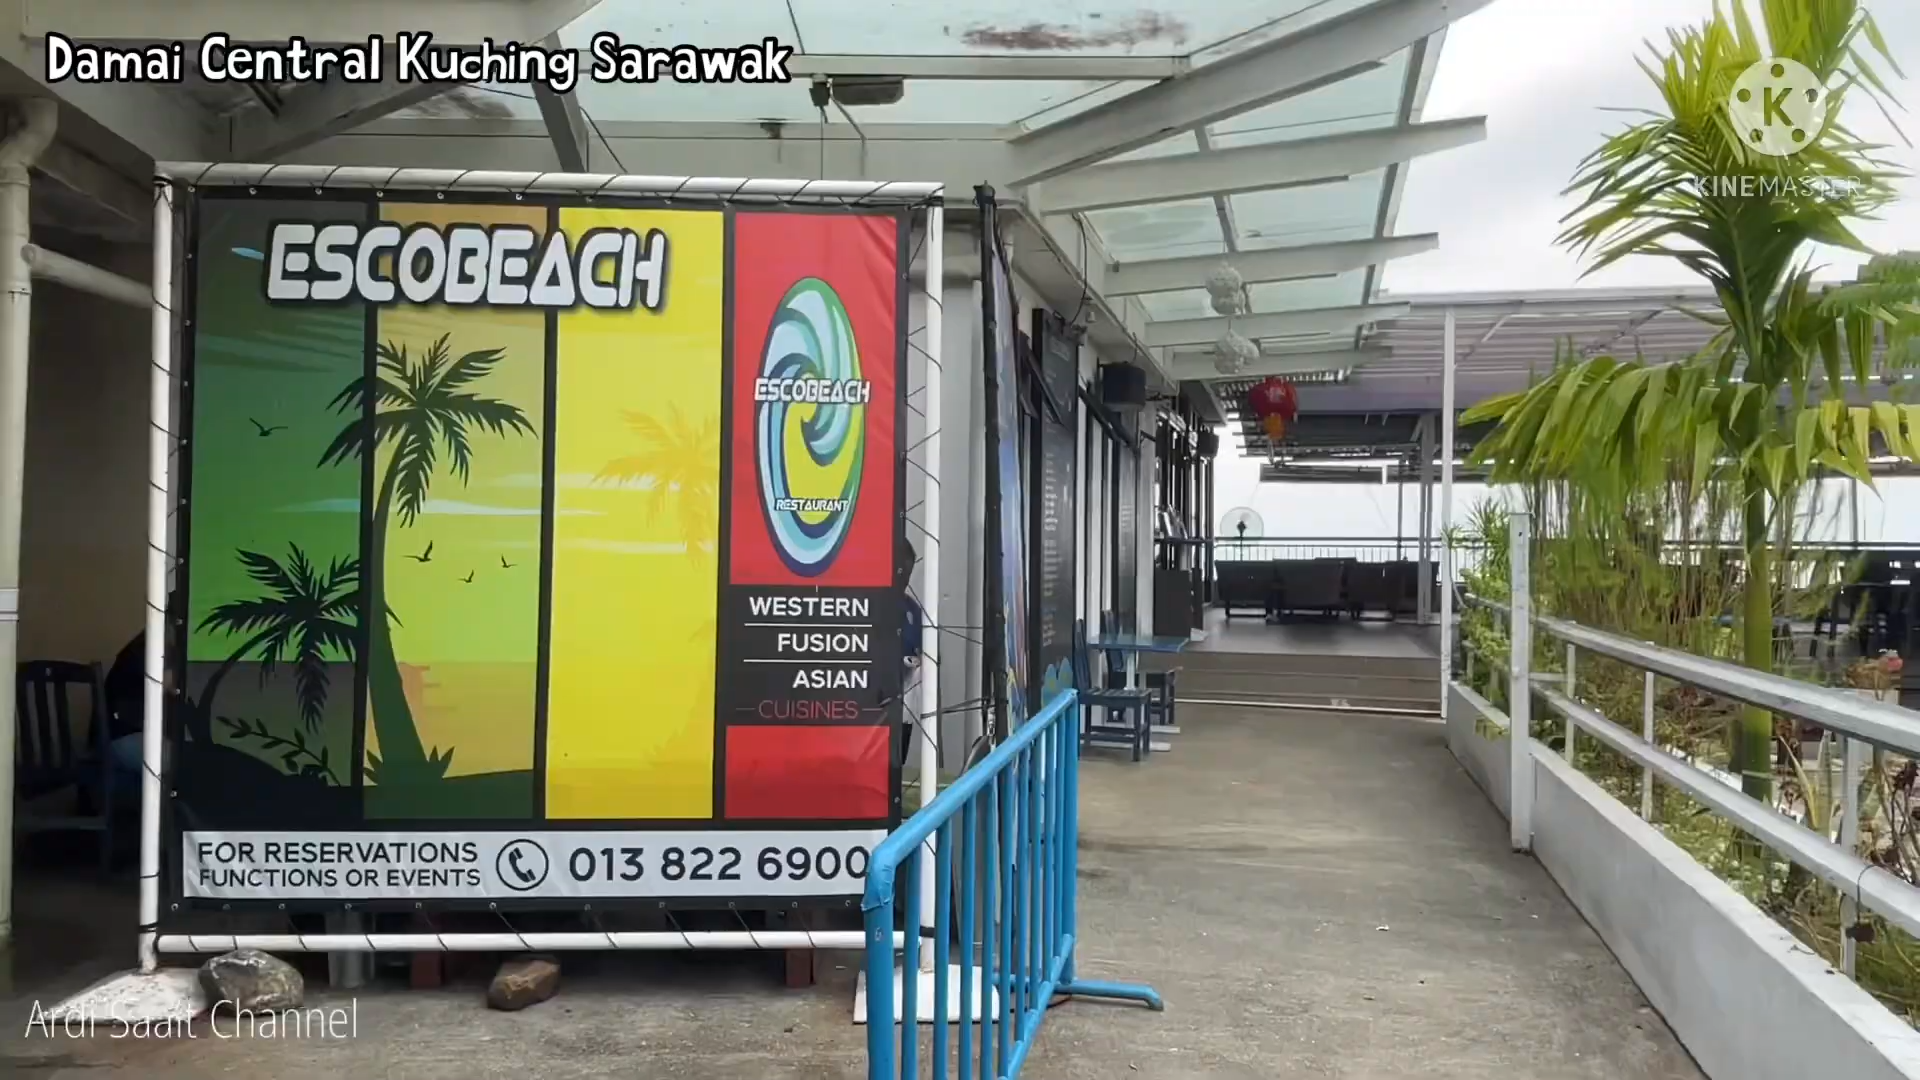 Damai Central Kuching Sarawak
K
KINEMASTER
ESCOBEACH
ESCOBEACH
RESTAURANT
WESTERN
FUSION
ASIAN
CUISINES
FOR RESERVATIONS
FUNCTIONS OR EVENTS
013 822 6900
Ardi Saait Channel